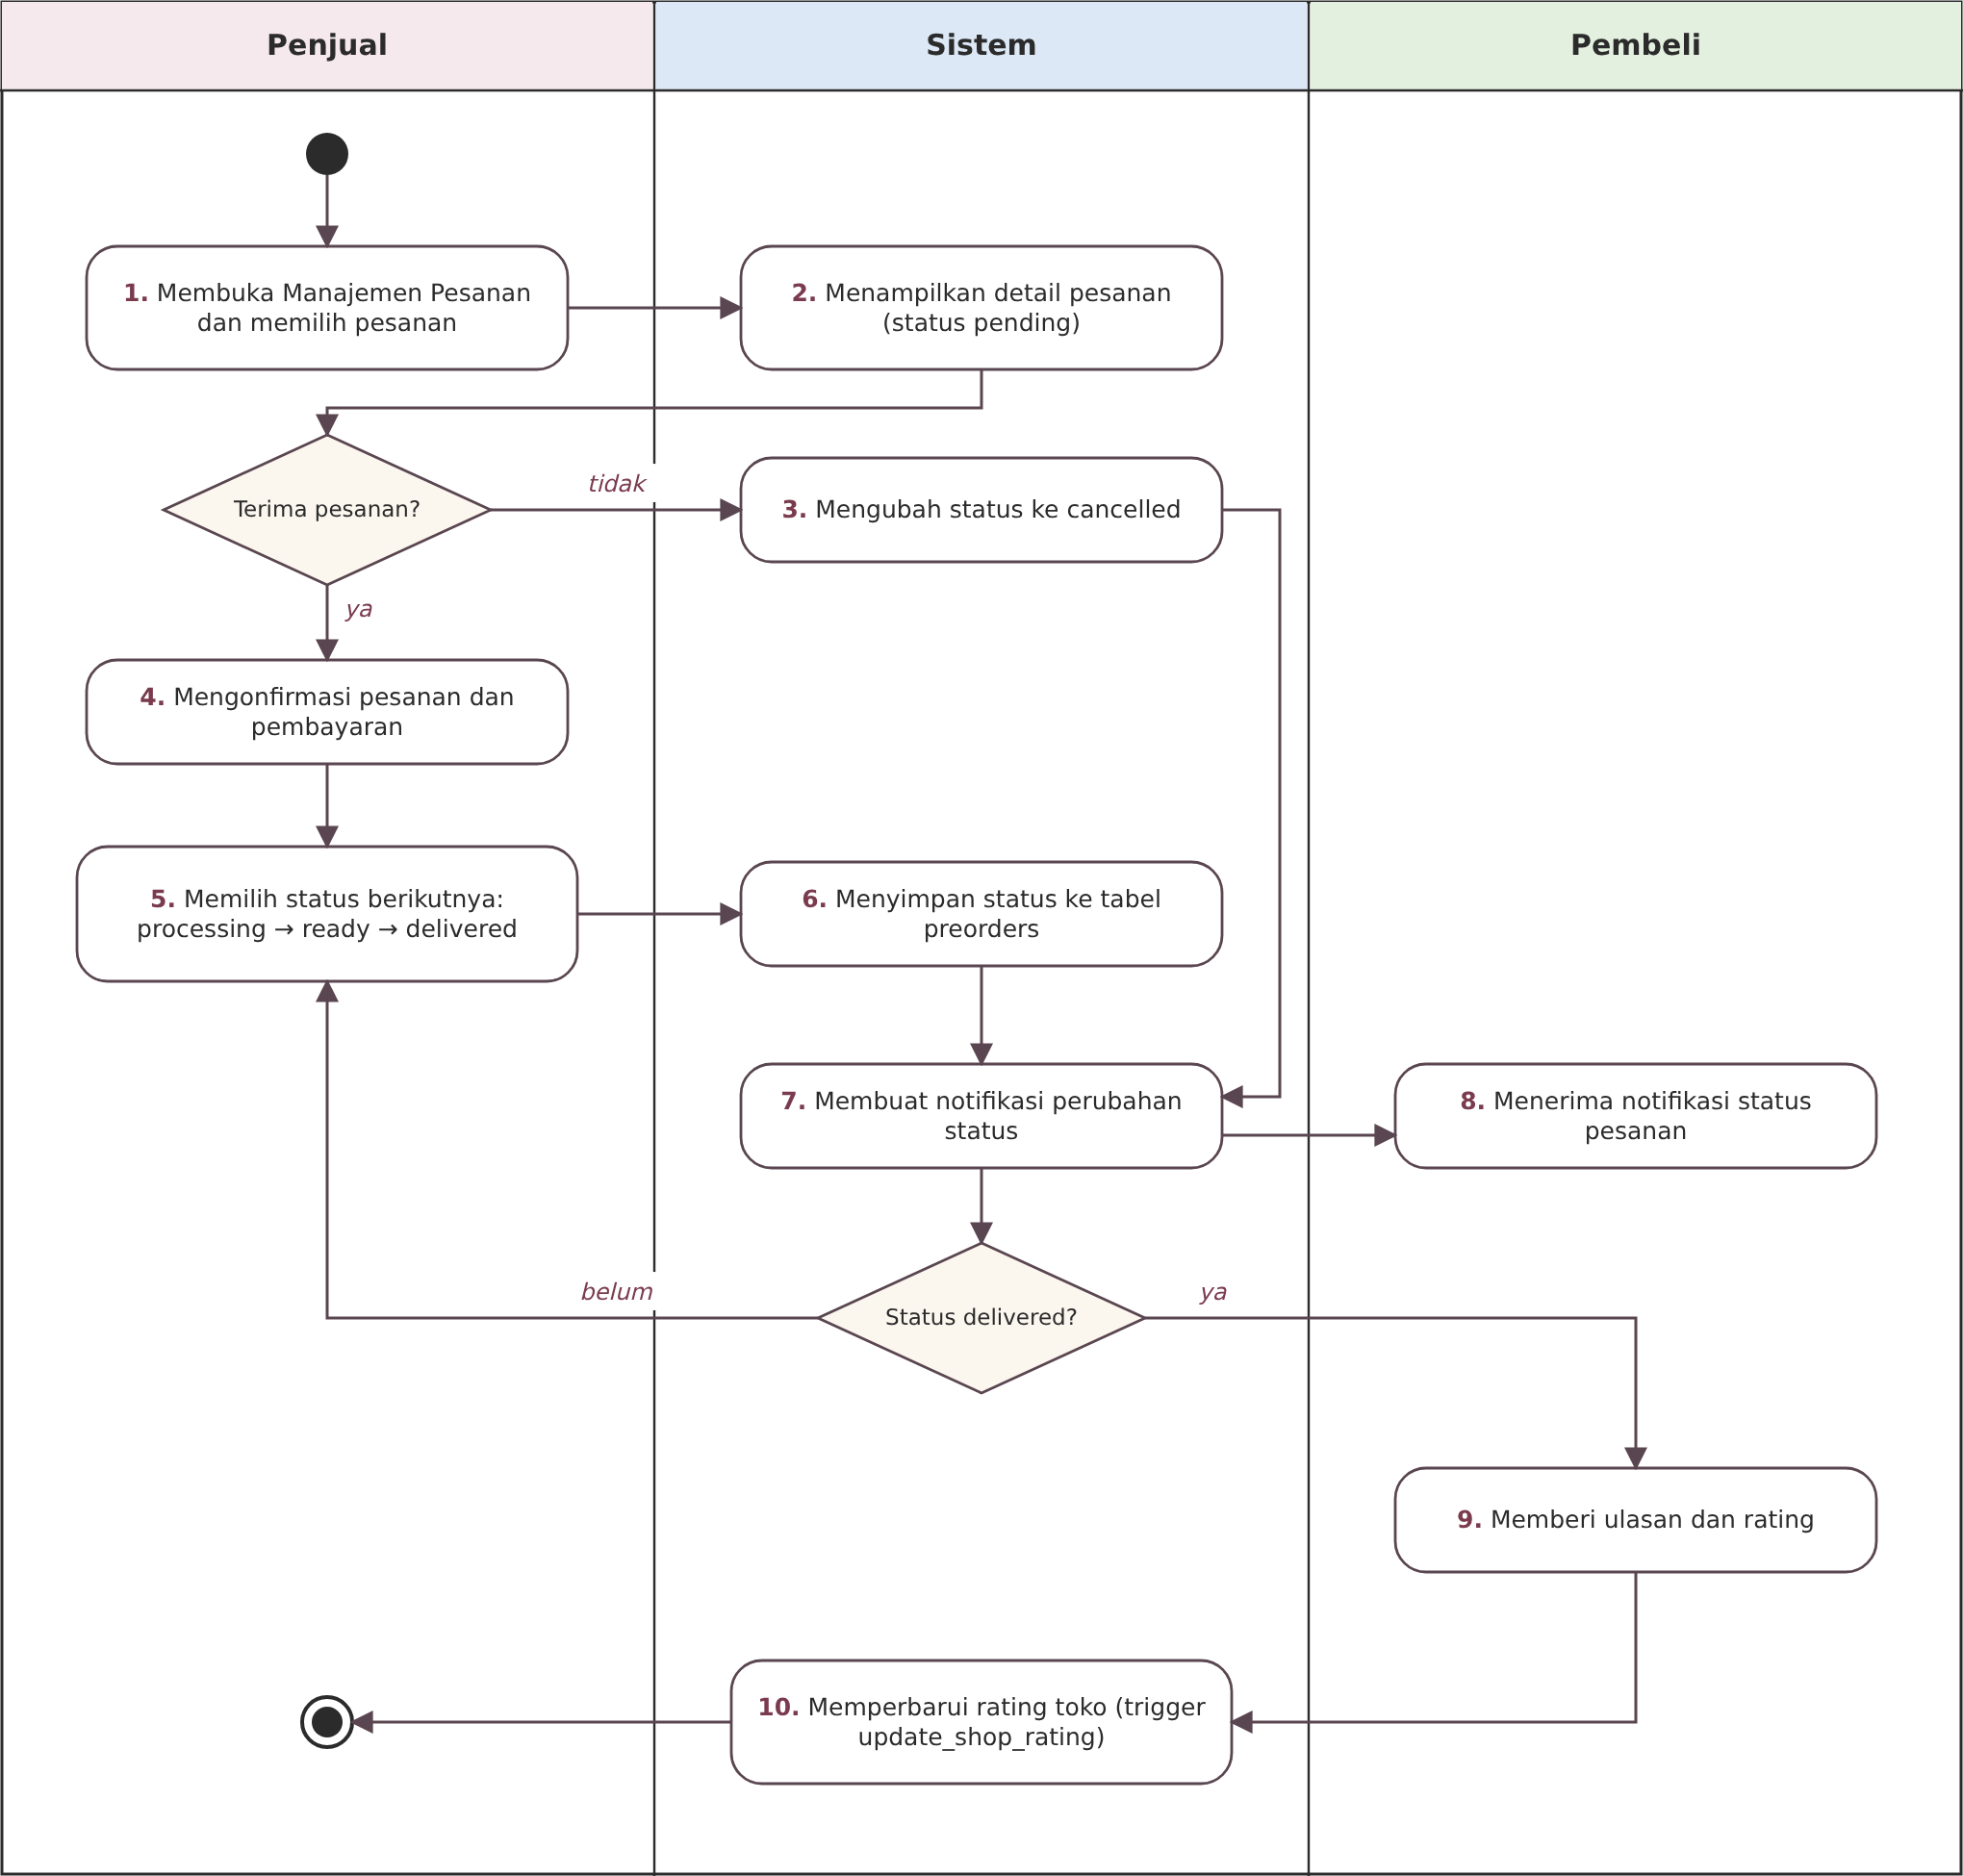 Penjual
Sistem
Pembeli
1. Membuka Manajemen Pesanan
dan memilih pesanan
2. Menampilkan detail pesanan
(status pending)
Terima pesanan?
tidak
3. Mengubah status ke cancelled
ya
4. Mengonfirmasi pesanan dan
pembayaran
5. Memilih status berikutnya:
processing → ready → delivered
6. Menyimpan status ke tabel
preorders
7. Membuat notifikasi perubahan
status
8. Menerima notifikasi status
pesanan
belum
Status delivered?
ya
9. Memberi ulasan dan rating
10. Memperbarui rating toko (trigger
update_shop_rating)